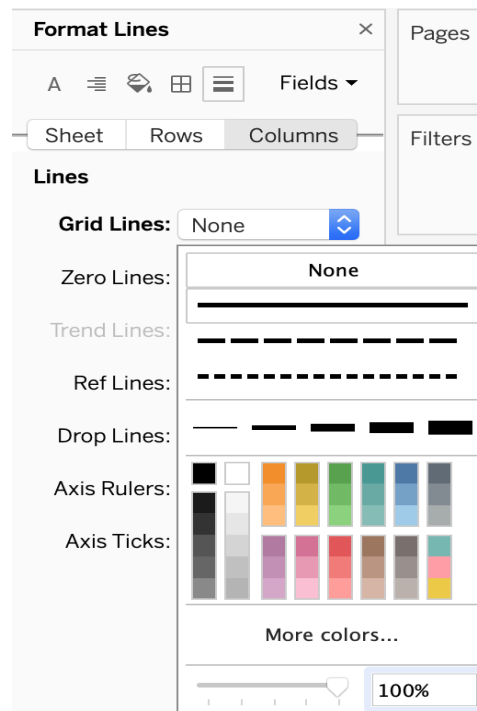 Format Lines ×
Pages
A Fields
Sheet Rows Columns
Filters
Lines
Grid Lines: None
Zero Lines:
None
Trend Lines:
Ref Lines:
Drop Lines:
Axis Rulers:
Axis Ticks:
More colors...
100%